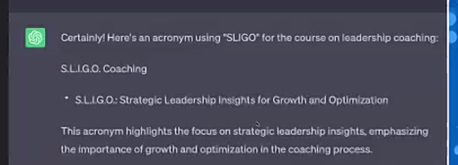 Certainly! Here's an acronym using "SLIGO" for the course on leadership coaching:
S.L.I.G.O. Coaching
• S.L.I.G.O.: Strategic Leadership Insights for Growth and Optimization
This acronym highlights the focus on strategic leadership insights, emphasizing
the importance of growth and optimization in the coaching process.